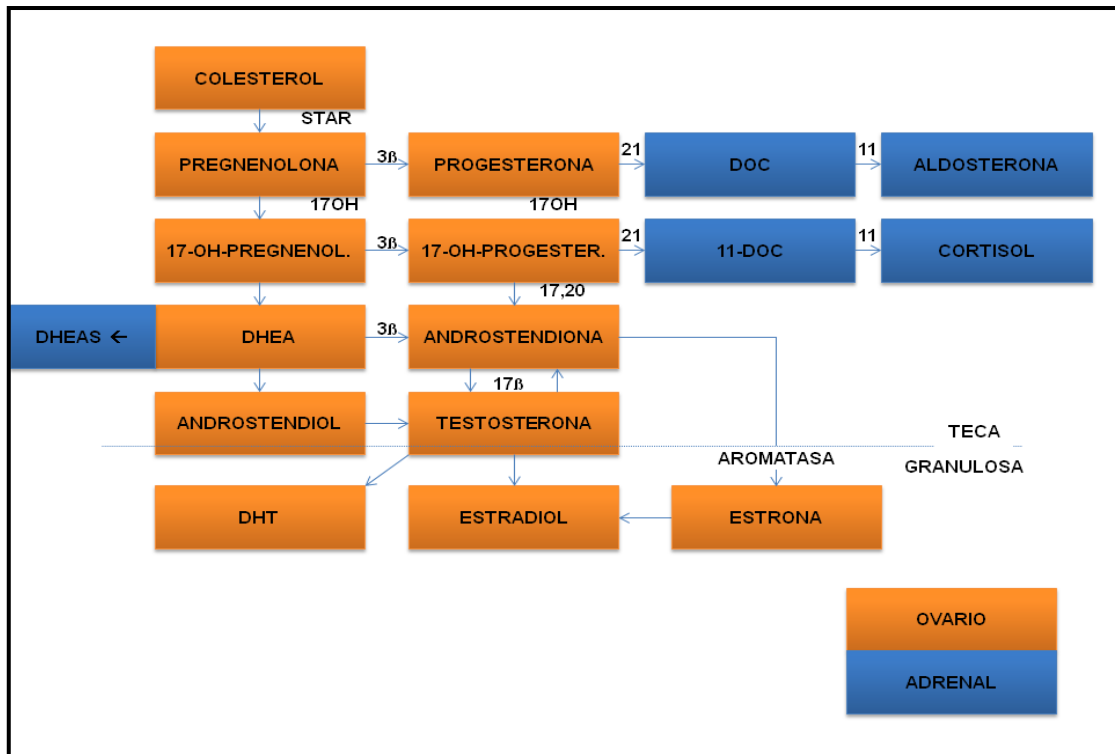 COLESTEROL
STAR
PREGNENOLONA 3ß PROGESTERONA 21 DOC 11 ALDOSTERONA
17OH 17OH
17-OH-PREGNENOL. 3ß 17-OH-PROGESTER. 21 11-DOC 11 CORTISOL
17,20
DHEAS ← DHEA 3ß ANDROSTENDIONA
17ß
ANDROSTENDIOL TESTOSTERONA
TECA
AROMATASA GRANULOSA
DHT ESTRADIOL ESTRONA
OVARIO
ADRENAL